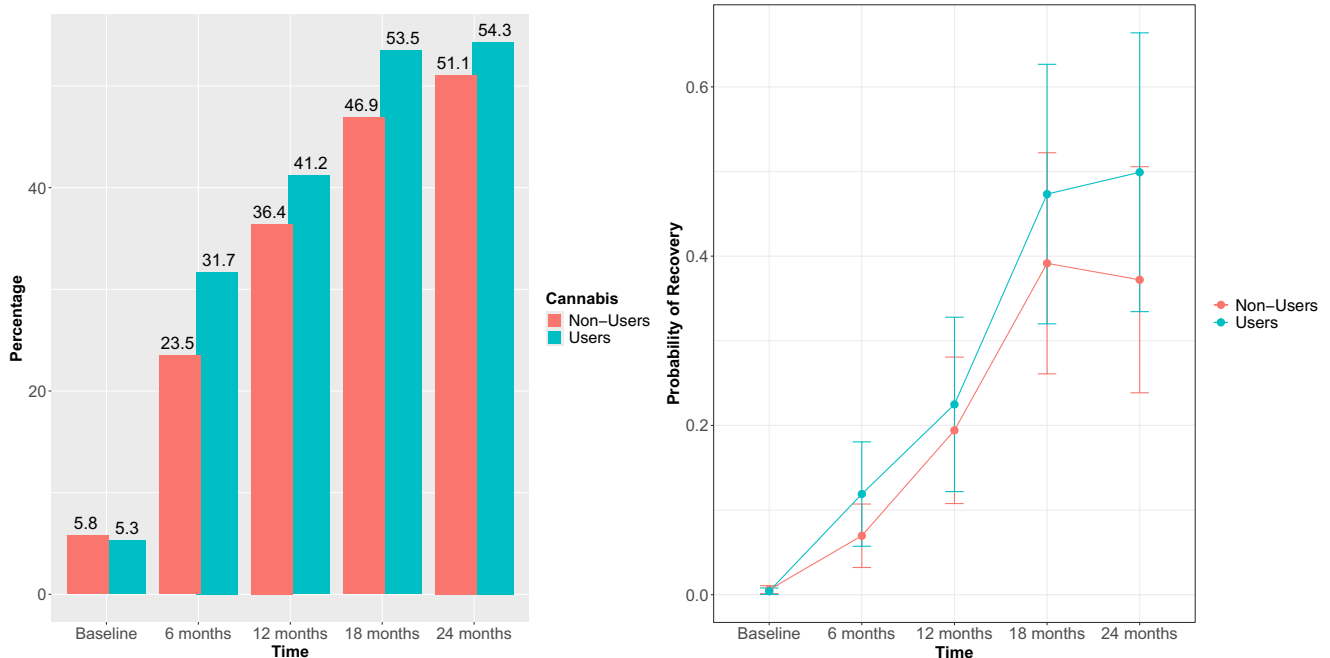 Percentage
40
20
0
5.8
5.3
23.5
31.7
36.4
41.2
46.9
53.5
51.1
54.3
Baseline
6 months
12 months
18 months
24 months
Time
Cannabis
Non−Users
Users
Probability of Recovery
0.6
0.4
0.2
0.0
Baseline
6 months
12 months
18 months
24 months
Time
Non−Users
Users